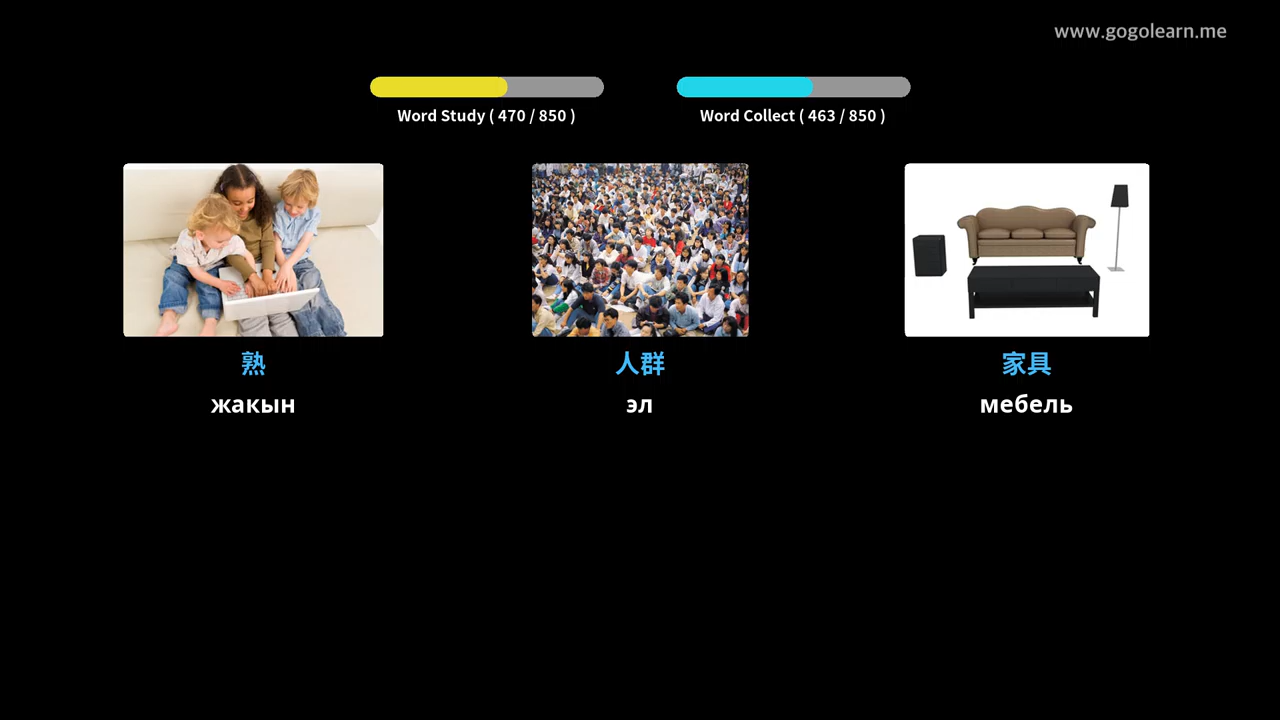 www.gogolearn.me
Word Study ( 470 / 850 )
Word Collect ( 463 / 850 )
熟
人群
家具
жакын
эл
мебель